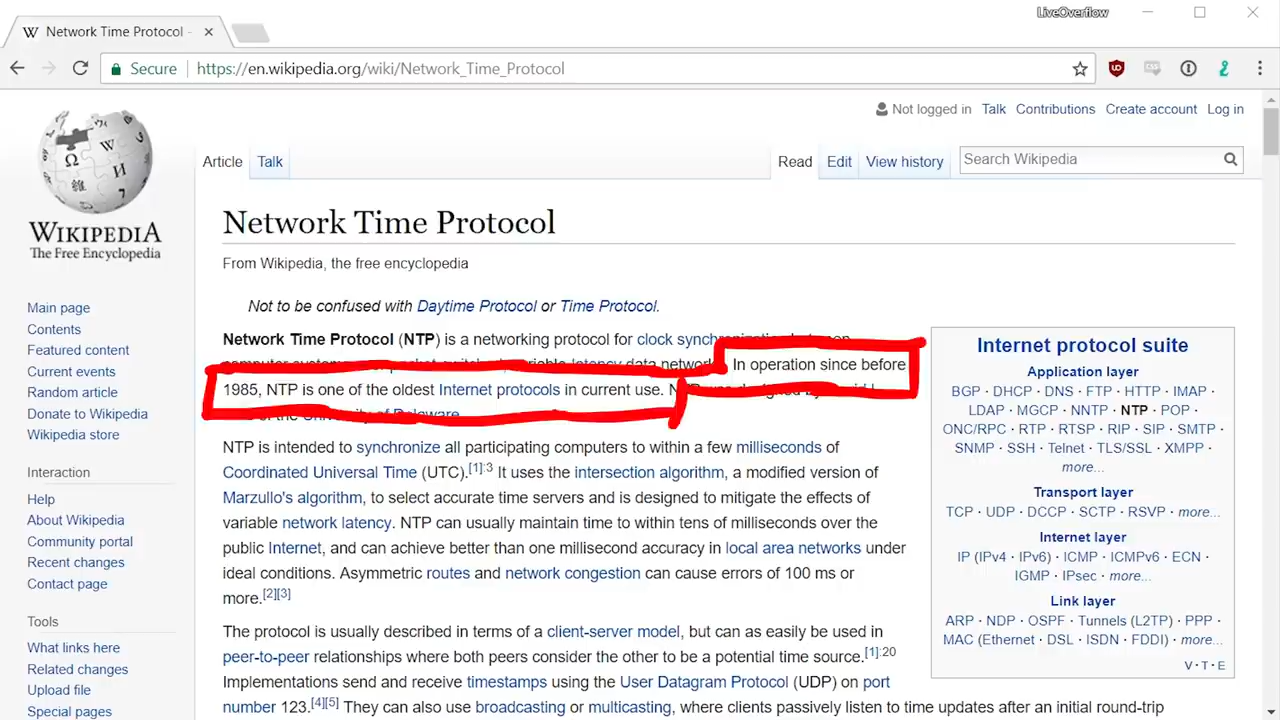 LiveOverflow
Network Time Protocol -
Secure
https://en.wikipedia.org/wiki/Network_Time_Protocol
Not logged in Talk Contributions Create account Log in
Article Talk Read Edit View history Search Wikipedia
WIKIPEDIA
The Free Encyclopedia
Main page
Contents
Featured content
Current events
Random article
Donate to Wikipedia
Wikipedia store
Interaction
Help
About Wikipedia
Community portal
Recent changes
Contact page
Tools
What links here
Related changes
Upload file
Special pages
Network Time Protocol
From Wikipedia, the free encyclopedia
Not to be confused with Daytime Protocol or Time Protocol.
Network Time Protocol (NTP) is a networking protocol for clock synchronization between
latency data In operation since before
1985, NTP is one of the oldest Internet protocols in current use.
of the University of Delaware.
NTP is intended to synchronize all participating computers to within a few milliseconds of
Coordinated Universal Time (UTC).[1]:3 It uses the intersection algorithm, a modified version of
Marzullo's algorithm, to select accurate time servers and is designed to mitigate the effects of
variable network latency. NTP can usually maintain time to within tens of milliseconds over the
public Internet, and can achieve better than one millisecond accuracy in local area networks under
ideal conditions. Asymmetric routes and network congestion can cause errors of 100 ms or
more.[2][3]
The protocol is usually described in terms of a client-server model, but can as easily be used in
peer-to-peer relationships where both peers consider the other to be a potential time source.[1]:20
Implementations send and receive timestamps using the User Datagram Protocol (UDP) on port
number 123.[4][5] They can also use broadcasting or multicasting, where clients passively listen to time updates after an initial round-trip
Internet protocol suite
Application layer
BGP · DHCP · DNS · FTP · HTTP · IMAP ·
LDAP · MGCP · NNTP · NTP · POP ·
ONC/RPC · RTP · RTSP · RIP · SIP · SMTP ·
SNMP · SSH · Telnet · TLS/SSL · XMPP ·
more...
Transport layer
TCP · UDP · DCCP · SCTP · RSVP · more...
Internet layer
IP (IPv4 · IPv6) · ICMP · ICMPv6 · ECN ·
IGMP · IPsec · more...
Link layer
ARP · NDP · OSPF · Tunnels (L2TP) · PPP ·
MAC (Ethernet · DSL · ISDN · FDDI) · more...
V · T · E